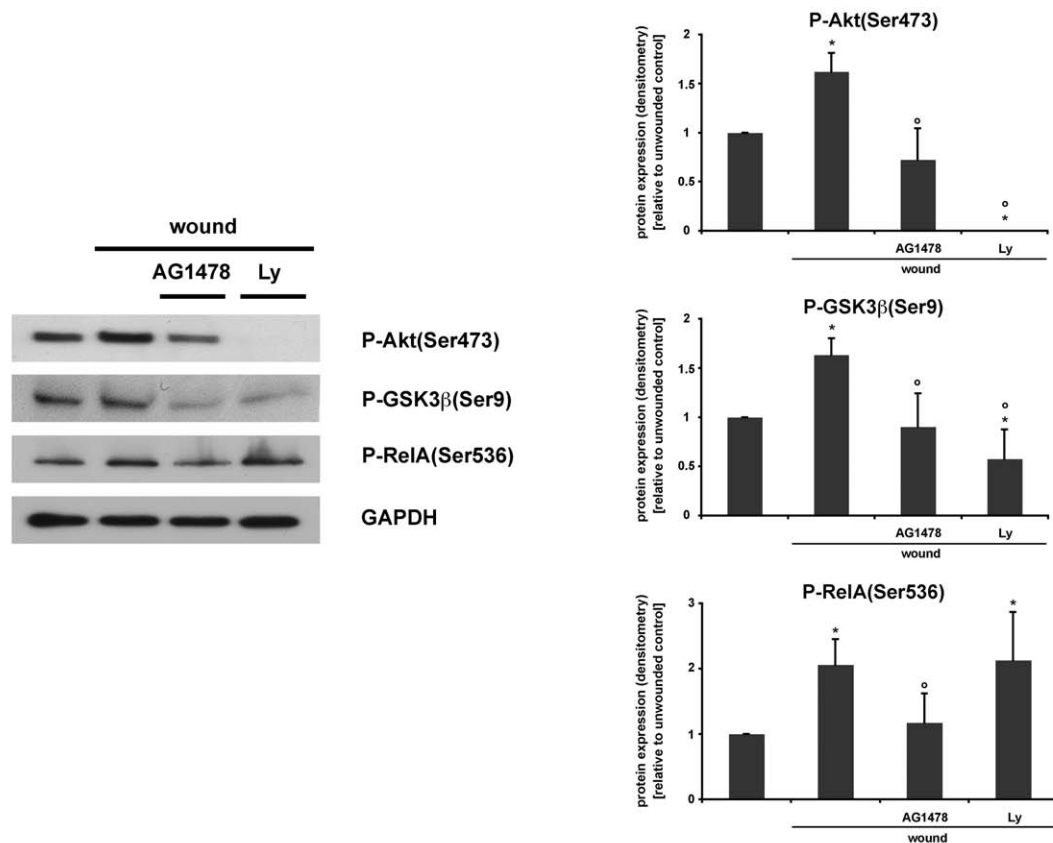 wound
AG1478 Ly
P-Akt(Ser473)
P-GSK3β(Ser9)
P-RelA(Ser536)
GAPDH
P-Akt(Ser473)
protein expression (densitometry)
[relative to unwounded control]
2
1.5
1
0.5
0
*
°
°
*
AG1478 Ly
wound
P-GSK3β(Ser9)
protein expression (densitometry)
[relative to unwounded control]
2
1.5
1
0.5
0
*
°
°
*
AG1478 Ly
wound
P-RelA(Ser536)
protein expression (densitometry)
[relative to unwounded control]
3
2
1
0
*
°
*
AG1478 Ly
wound